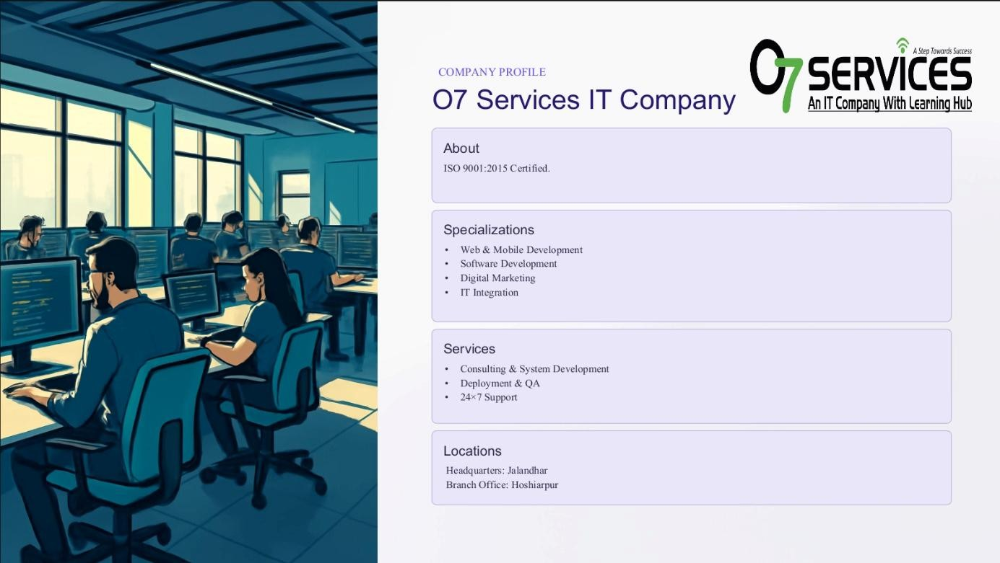 COMPANY PROFILE
O7 Services IT Company
A Step Towards Success
O7 SERVICES
An IT Company With Learning Hub
About
ISO 9001:2015 Certified.
Specializations
• Web & Mobile Development
• Software Development
• Digital Marketing
• IT Integration
Services
• Consulting & System Development
• Deployment & QA
• 24×7 Support
Locations
Headquarters: Jalandhar
Branch Office: Hoshiarpur